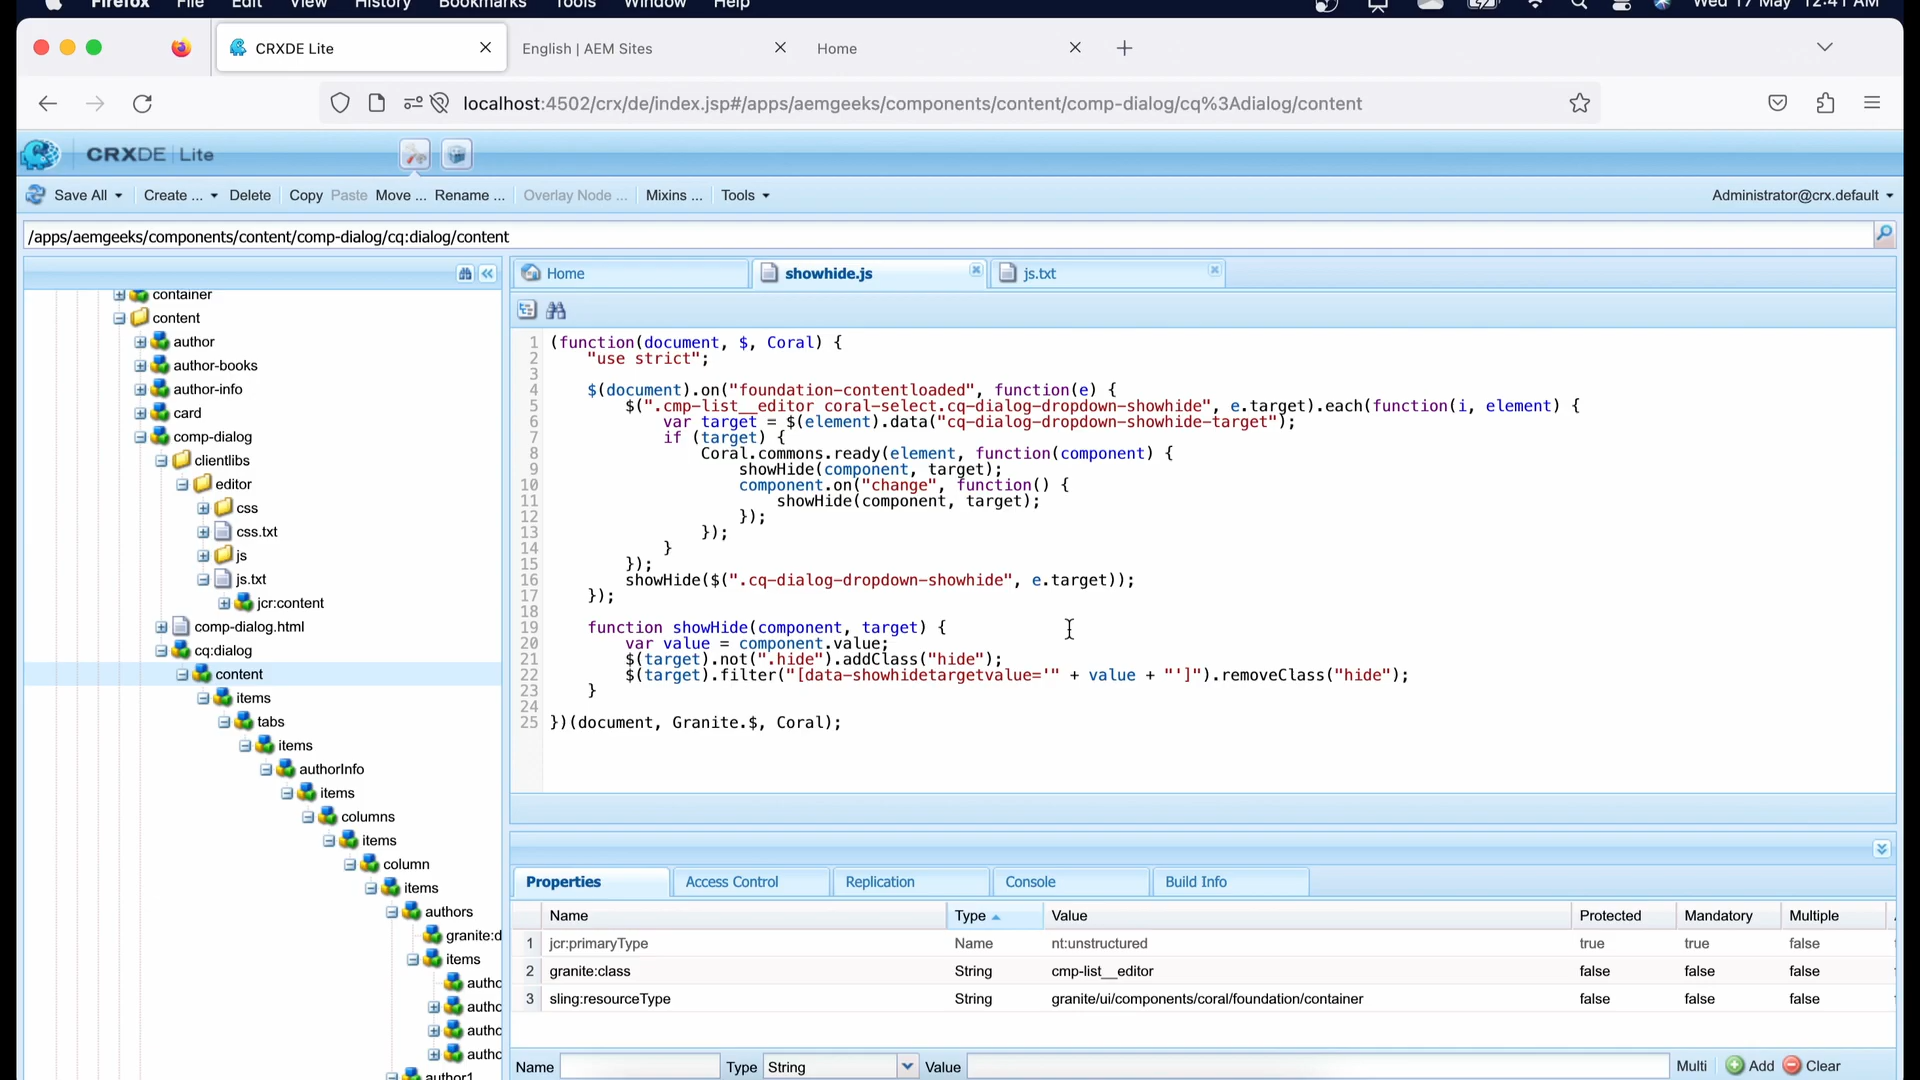 Firefox File Edit View History Bookmarks Tools Window Help Wed 17 May 12:41 AM
CRXDE Lite English | AEM Sites Home
localhost:4502/crx/de/index.jsp#/apps/aemgeeks/components/content/comp-dialog/cq%3Adialog/content
CRXDE | Lite
Save All Create ... Delete Copy Paste Move ... Rename ... Overlay Node ... Mixins ... Tools Administrator@crx.default
/apps/aemgeeks/components/content/comp-dialog/cq:dialog/content
container
content
author
author-books
author-info
card
comp-dialog
clientlibs
editor
css
css.txt
js
js.txt
jcr:content
comp-dialog.html
cq:dialog
content
items
tabs
items
authorInfo
items
columns
items
column
items
authors
granite:d
items
autho
autho
autho
autho
author1
Home showhide.js js.txt
1 (function(document, $, Coral) {
2 "use strict";
3
4 $(document).on("foundation-contentloaded", function(e) {
5 $(".cmp-list__editor coral-select.cq-dialog-dropdown-showhide", e.target).each(function(i, element) {
6 var target = $(element).data("cq-dialog-dropdown-showhide-target");
7 if (target) {
8 Coral.commons.ready(element, function(component) {
9 showHide(component, target);
10 component.on("change", function() {
11 showHide(component, target);
12 });
13 });
14 }
15 });
16 showHide($(".cq-dialog-dropdown-showhide", e.target));
17 });
18
19 function showHide(component, target) {
20 var value = component.value;
21 $(target).not(".hide").addClass("hide");
22 $(target).filter("[data-showhidetargetvalue='" + value + "']").removeClass("hide");
23 }
24
25 })(document, Granite.$, Coral);
Properties Access Control Replication Console Build Info
Name Type Value Protected Mandatory Multiple
1 jcr:primaryType Name nt:unstructured true true false
2 granite:class String cmp-list__editor false false false
3 sling:resourceType String granite/ui/components/coral/foundation/container false false false
Name Type String Value Multi Add Clear